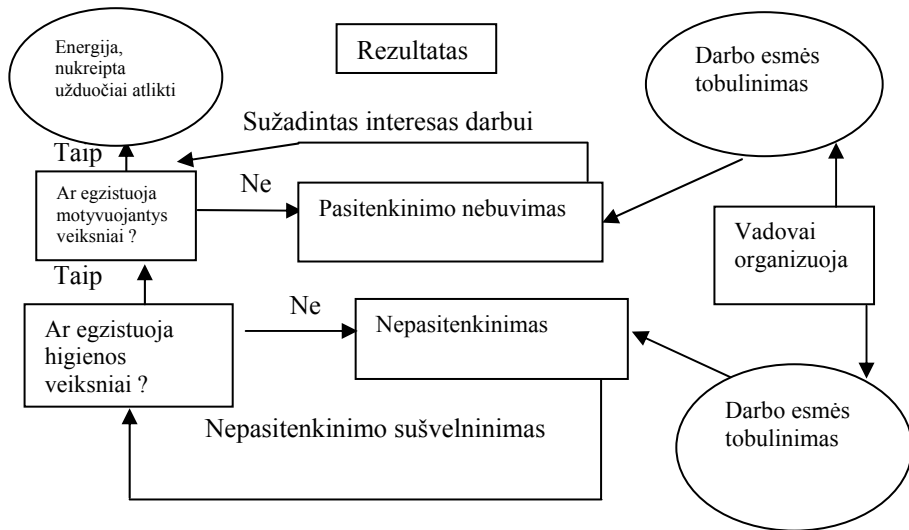 Energija,
nukreipta
užduočiai atlikti
Rezultatas
Darbo esmės
tobulinimas
Sužadintas interesas darbui
Taip
Ne
Ar egzistuoja
motyvuojantys
veiksniai ?
Pasitenkinimo nebuvimas
Vadovai
organizuoja
Taip
Ne
Ar egzistuoja
higienos
veiksniai ?
Nepasitenkinimas
Darbo esmės
tobulinimas
Nepasitenkinimo sušvelninimas